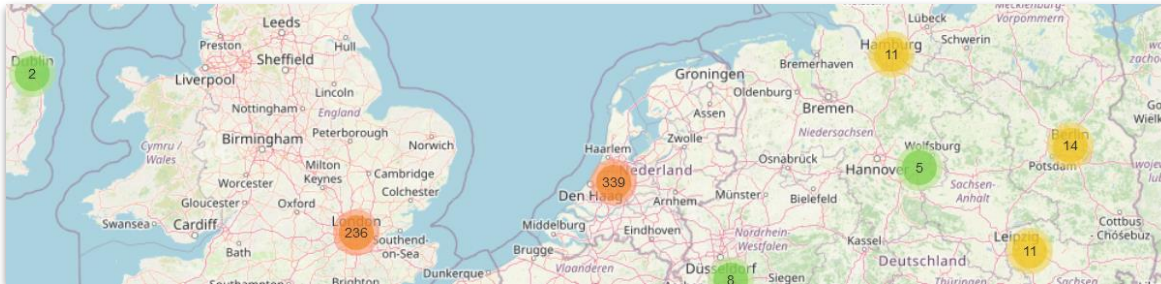 Leeds
Preston
Hull
Sheffield
Liverpool
Dublin
2
Lincoln
Nottingham
England
Peterborough
Birmingham
Norwich
Cymru /
Wales
Milton
Keynes
Cambridge
Worcester
Colchester
Gloucester
Oxford
Swansea
Cardiff
London
236
Southend-
on-Sea
Bath
Southampton
Brighton
Dunkerque
Lübeck
Mecklenburg-
Vorpommern
Hamburg
11
Schwerin
Bremerhaven
Groningen
Oldenburg
Bremen
Assen
Zwolle
Haarlem
Niedersachsen
Wolfsburg
Berlin
14
Osnabrück
Hannover
5
Potsdam
339
Nederland
Den Haag
Arnhem
Münster
Bielefeld
Sachsen-
Anhalt
Middelburg
Eindhoven
Nordrhein-
Westfalen
Cottbus
- Chóśebuz
Brugge
Kassel
Leipzig
11
Vlaanderen
Düsseldorf
8
Siegen
Deutschland
Thüringen
Sachsen